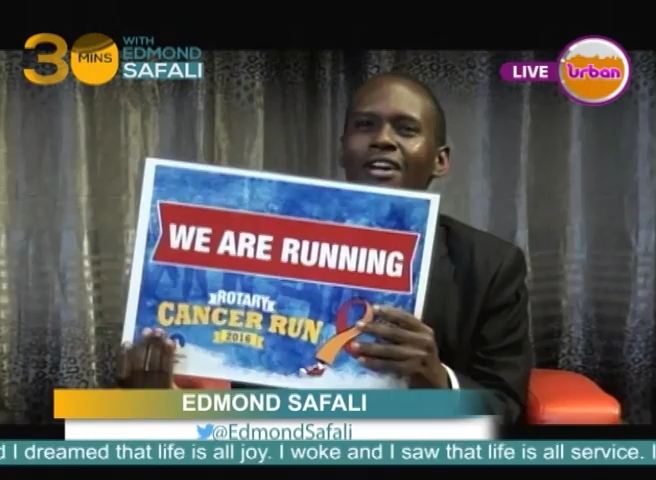 30 MINS WITH EDMOND SAFALI
LIVE
urban
WE ARE RUNNING
ROTARY
CANCER RUN
2016
EDMOND SAFALI
@EdmondSafali
d I dreamed that life is all joy. I woke and I saw that life is all service. I